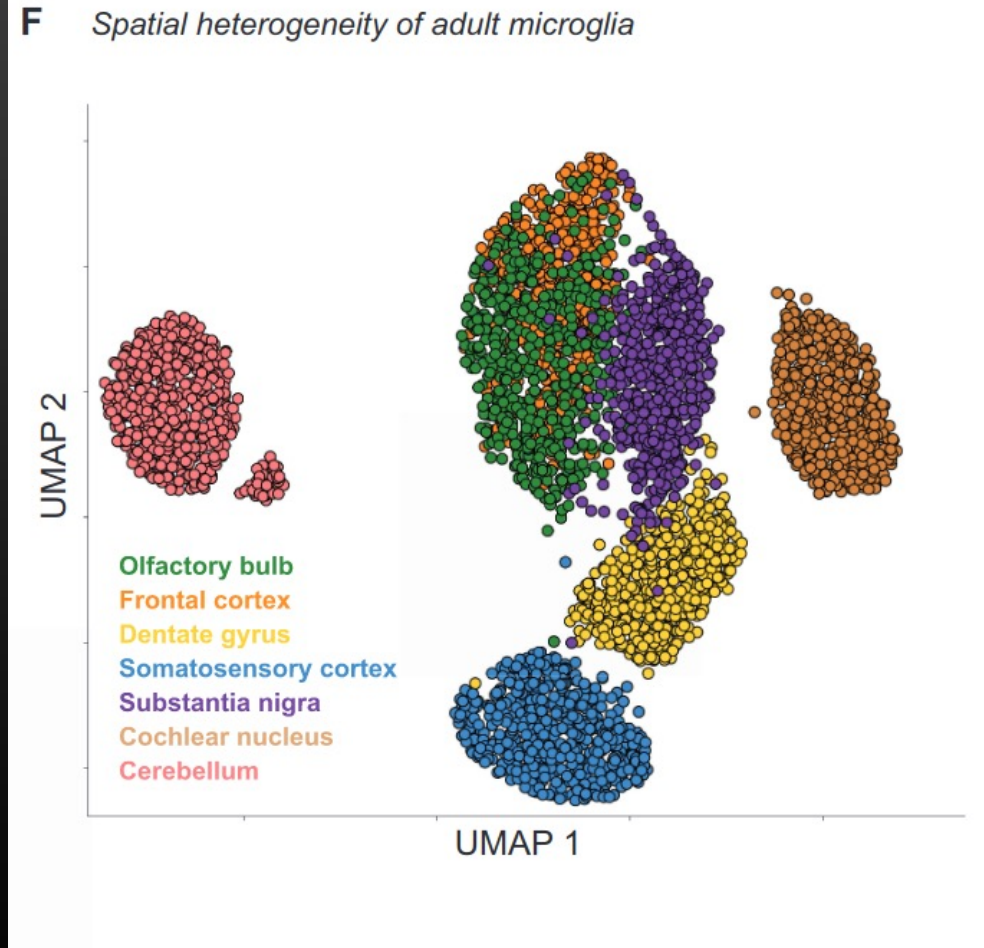 F Spatial heterogeneity of adult microglia
UMAP 2
Olfactory bulb
Frontal cortex
Dentate gyrus
Somatosensory cortex
Substantia nigra
Cochlear nucleus
Cerebellum
UMAP 1